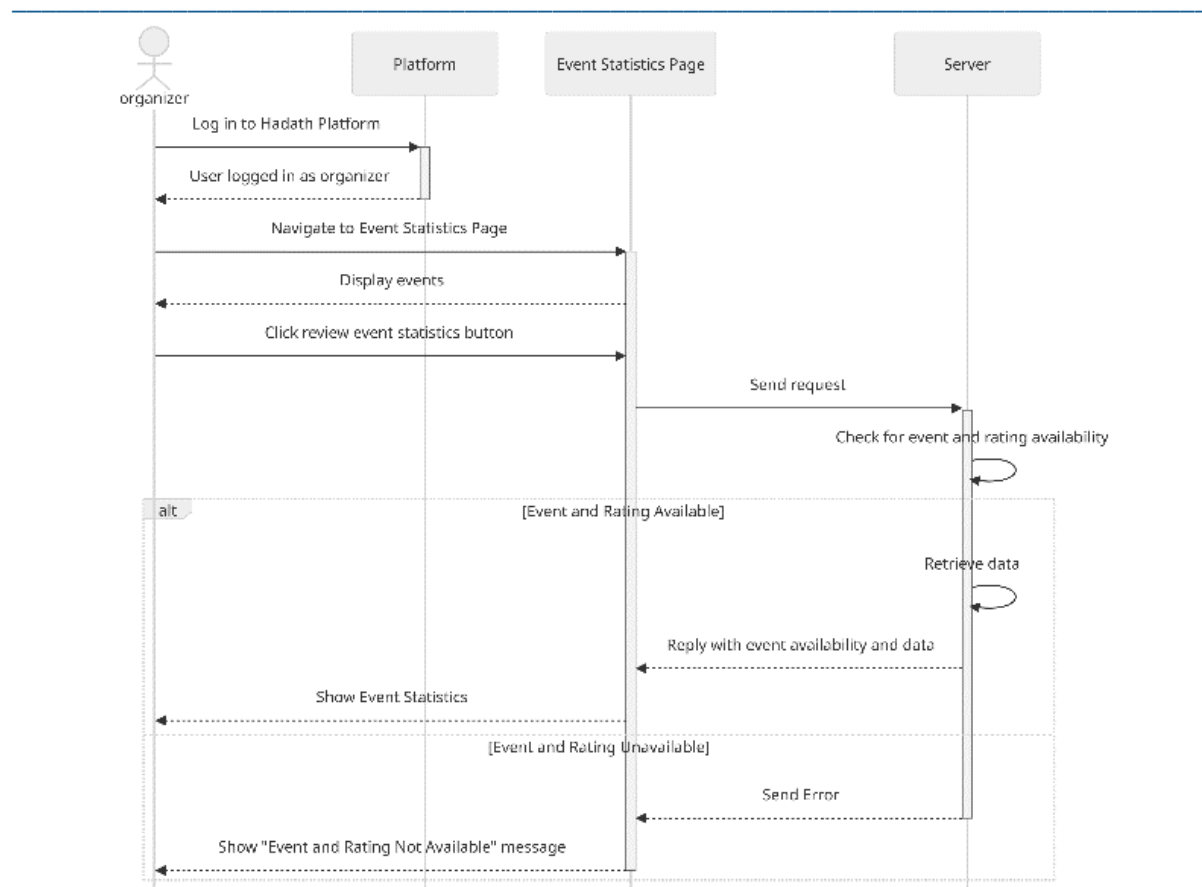 organizer
Platform
Event Statistics Page
Server
Log in to Hadath Platform
User logged in as organizer
Navigate to Event Statistics Page
Display events
Click review event statistics button
Send request
Check for event and rating availability
alt
[Event and Rating Available]
Retrieve data
Reply with event availability and data
Show Event Statistics
[Event and Rating Unavailable]
Send Error
Show "Event and Rating Not Available" message